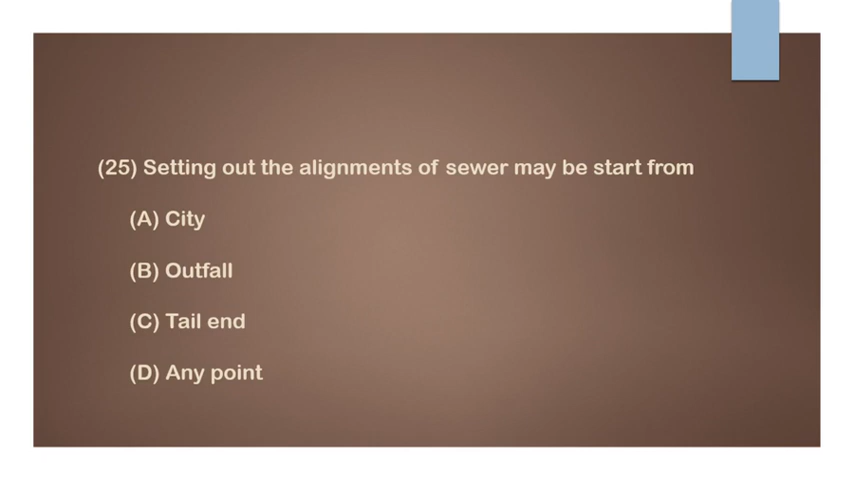 (25) Setting out the alignments of sewer may be start from
(A) City
(B) Outfall
(C) Tail end
(D) Any point